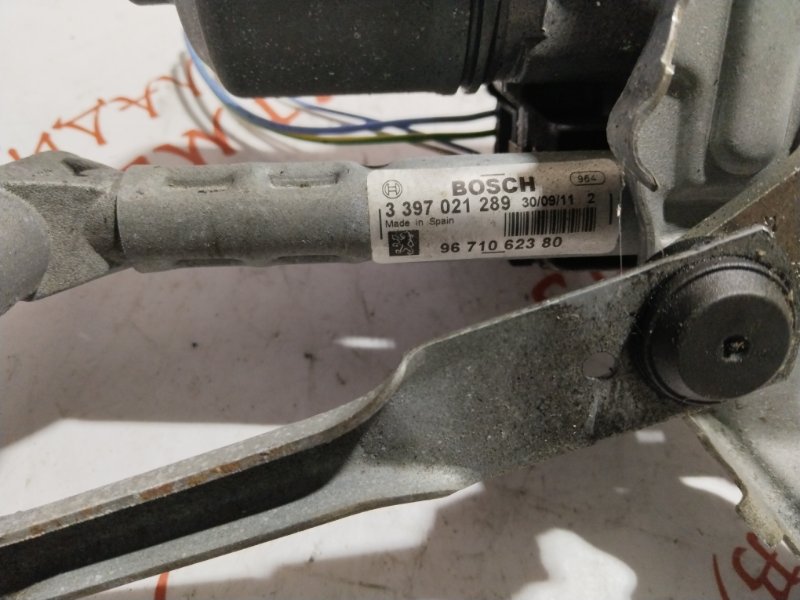 BOSCH 964
3 397 021 289 30/09/11 2
Made in Spain
96 710 623 80